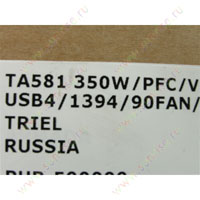 TA581 350W/PFC/V
USB4/1394/90FAN/
TRIEL
RUSSIA